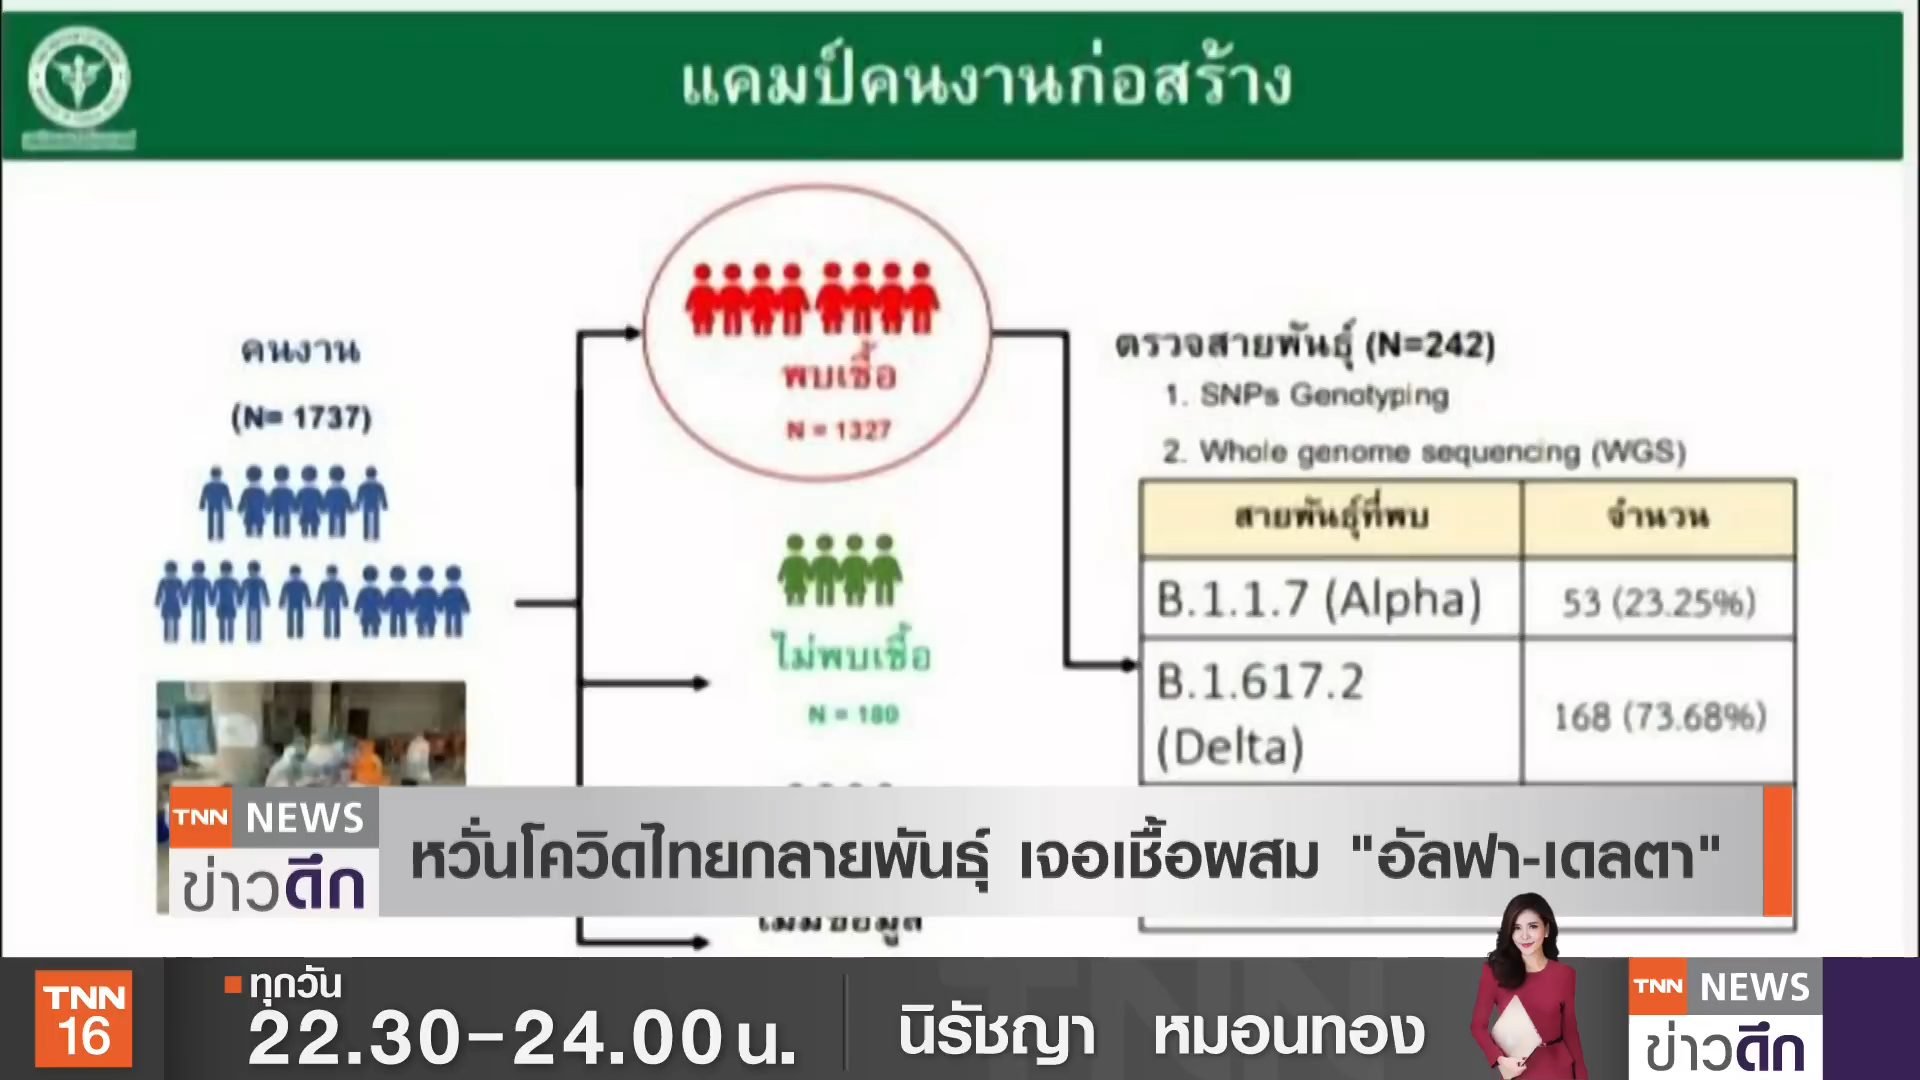 แคมป์คนงานก่อสร้าง
คนงาน
(N= 1737)
พบเชื้อ
N = 1327
ไม่พบเชื้อ
N = 180
ตรวจสายพันธุ์ (N=242)
1. SNPs Genotyping
2. Whole genome sequencing (WGS)
สายพันธุ์ที่พบ จำนวน
B.1.1.7 (Alpha) 53 (23.25%)
B.1.617.2
(Delta) 168 (73.68%)
TNN NEWS
ข่าวดึก
หวั่นโควิดไทยกลายพันธุ์ เจอเชื้อผสม "อัลฟา-เดลตา"
ไม่มีข้อมูล
TNN
16
ทุกวัน
22.30-24.00 น.
นิรัชญา หมอนทอง
TNN NEWS
ข่าวดึก